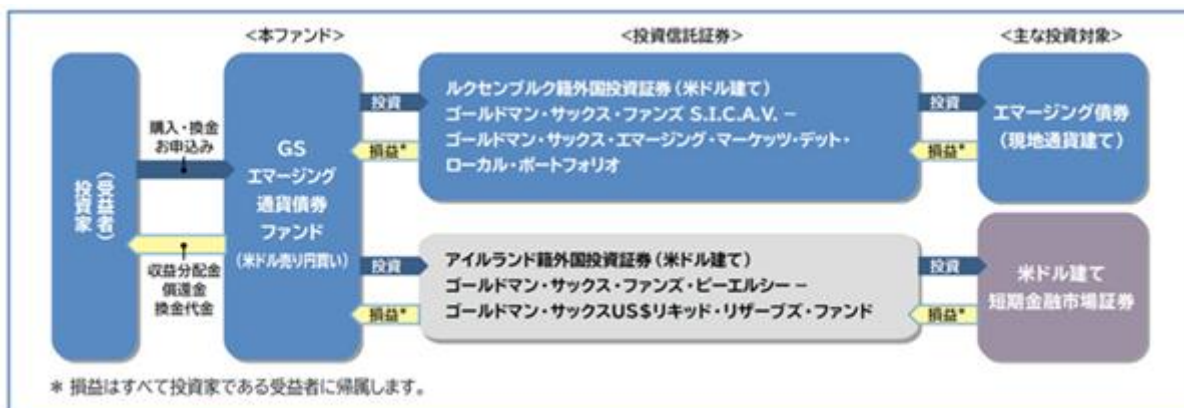 <本ファンド>
<投資信託証券>
<主な投資対象>
投資家
(受益者)
購入・換金
お申込み
収益分配金
償還金
換金代金
GS
エマージング
通貨債券
ファンド
(米ドル売り円買い)
投資
損益*
ルクセンブルク籍外国投資証券(米ドル建て)
ゴールドマン・サックス・ファンズ S.I.C.A.V. −
ゴールドマン・サックス・エマージング・マーケッツ・デット・
ローカル・ポートフォリオ
投資
損益*
エマージング債券
(現地通貨建て)
投資
損益*
アイルランド籍外国投資証券(米ドル建て)
ゴールドマン・サックス・ファンズ・ピーエルシー −
ゴールドマン・サックスUS$リキッド・リザーブズ・ファンド
投資
損益*
米ドル建て
短期金融市場証券
* 損益はすべて投資家である受益者に帰属します。